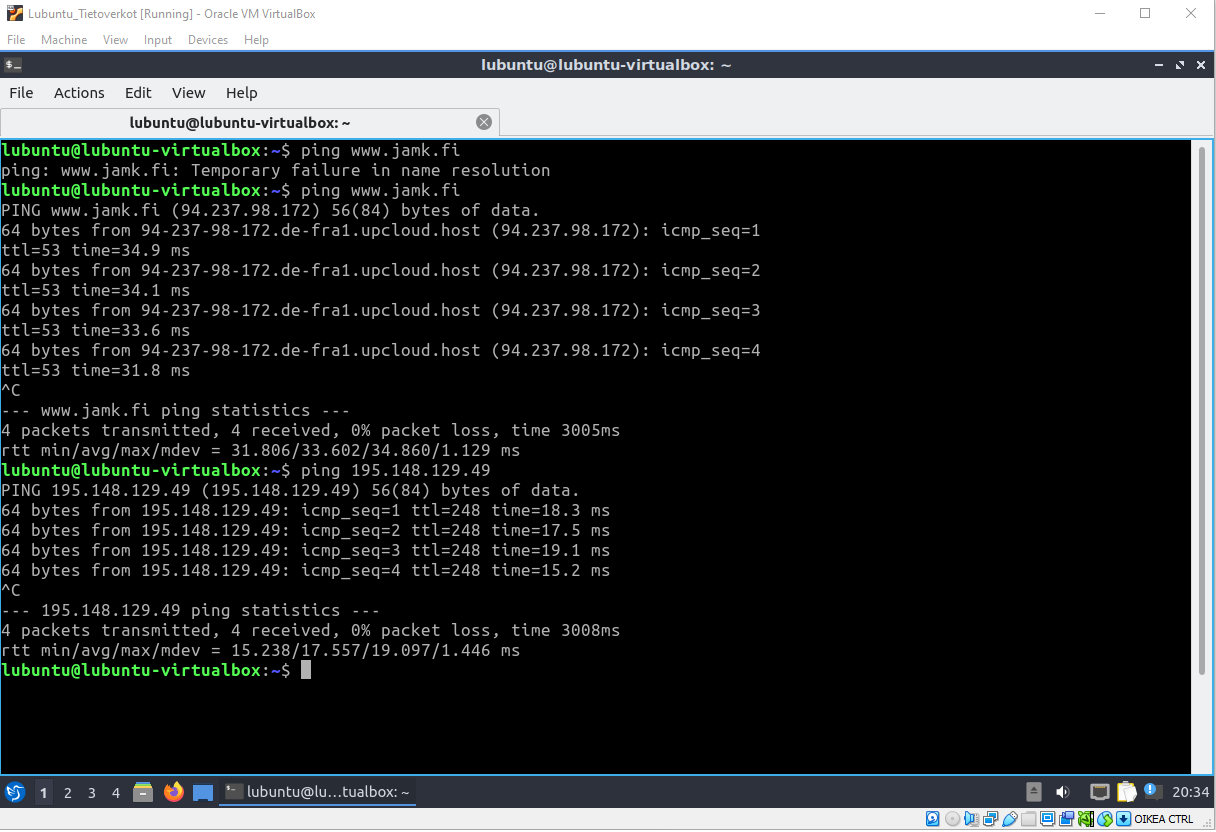 Lubuntu_Tietoverkot [Running] - Oracle VM VirtualBox
File Machine View Input Devices Help
lubuntu@lubuntu-virtualbox: ~
File Actions Edit View Help
lubuntu@lubuntu-virtualbox: ~
lubuntu@lubuntu-virtualbox:~$ ping www.jamk.fi
ping: www.jamk.fi: Temporary failure in name resolution
lubuntu@lubuntu-virtualbox:~$ ping www.jamk.fi
PING www.jamk.fi (94.237.98.172) 56(84) bytes of data.
64 bytes from 94-237-98-172.de-fra1.upcloud.host (94.237.98.172): icmp_seq=1
ttl=53 time=34.9 ms
64 bytes from 94-237-98-172.de-fra1.upcloud.host (94.237.98.172): icmp_seq=2
ttl=53 time=34.1 ms
64 bytes from 94-237-98-172.de-fra1.upcloud.host (94.237.98.172): icmp_seq=3
ttl=53 time=33.6 ms
64 bytes from 94-237-98-172.de-fra1.upcloud.host (94.237.98.172): icmp_seq=4
ttl=53 time=31.8 ms
^C
--- www.jamk.fi ping statistics ---
4 packets transmitted, 4 received, 0% packet loss, time 3005ms
rtt min/avg/max/mdev = 31.806/33.602/34.860/1.129 ms
lubuntu@lubuntu-virtualbox:~$ ping 195.148.129.49
PING 195.148.129.49 (195.148.129.49) 56(84) bytes of data.
64 bytes from 195.148.129.49: icmp_seq=1 ttl=248 time=18.3 ms
64 bytes from 195.148.129.49: icmp_seq=2 ttl=248 time=17.5 ms
64 bytes from 195.148.129.49: icmp_seq=3 ttl=248 time=19.1 ms
64 bytes from 195.148.129.49: icmp_seq=4 ttl=248 time=15.2 ms
^C
--- 195.148.129.49 ping statistics ---
4 packets transmitted, 4 received, 0% packet loss, time 3008ms
rtt min/avg/max/mdev = 15.238/17.557/19.097/1.446 ms
lubuntu@lubuntu-virtualbox:~$
1 2 3 4 lubuntu@lu…tualbox: ~ 20:34
OIKEA CTRL